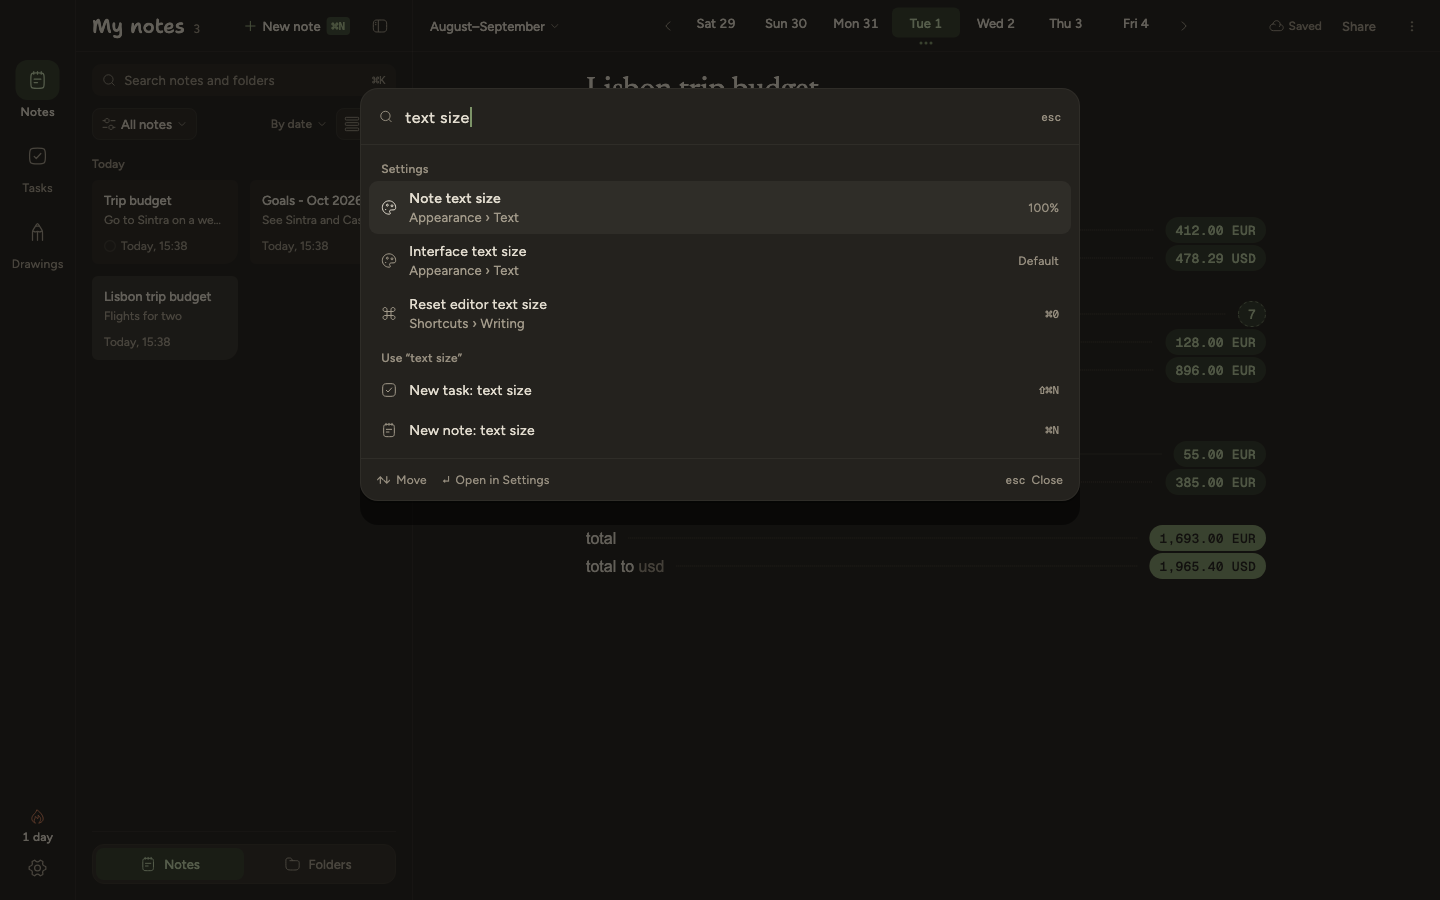 My notes 3
+ New note ⌘N
August–September
Sat 29
Sun 30
Mon 31
Tue 1
Wed 2
Thu 3
Fri 4
Saved
Share
Notes
Tasks
Drawings
1 day
Search notes and folders ⌘K
All notes
By date
Today
Trip budget
Go to Sintra on a we...
Today, 15:38
Goals - Oct 2026
See Sintra and Cas
Today, 15:38
Lisbon trip budget
Flights for two
Today, 15:38
Notes
Folders
Lisbon trip budget
text size
esc
Settings
Note text size
Appearance › Text
100%
Interface text size
Appearance › Text
Default
Reset editor text size
Shortcuts › Writing
⌘0
Use “text size”
New task: text size
⇧⌘N
New note: text size
⌘N
Move
↵ Open in Settings
esc Close
412.00 EUR
478.29 USD
7
128.00 EUR
896.00 EUR
55.00 EUR
385.00 EUR
total
1,693.00 EUR
total to usd
1,965.40 USD